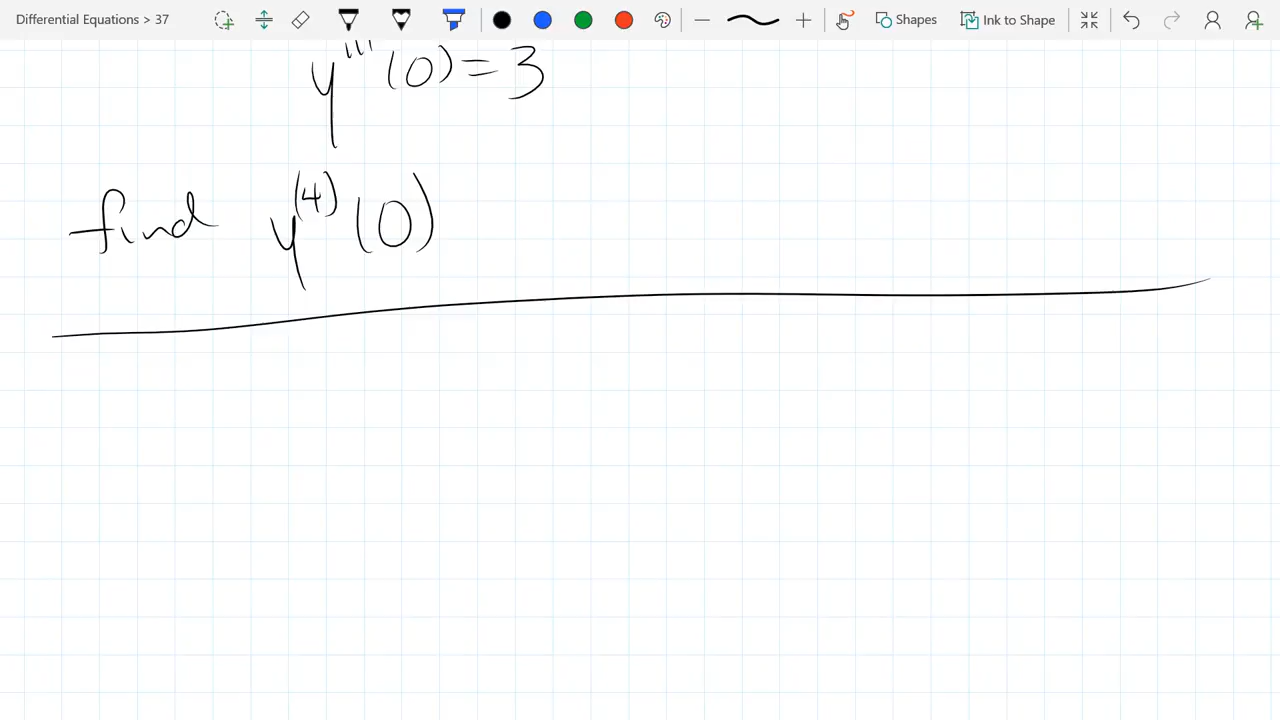 Differential Equations > 37
Shapes
Ink to Shape
y'''(0) = 3
find y^(4)(0)